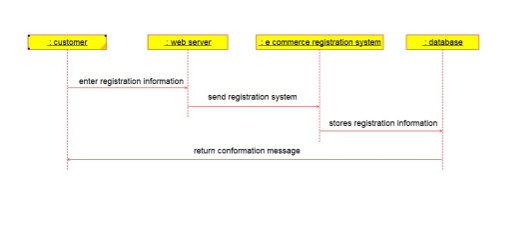 : customer
: web server
: e commerce registration system
: database
enter registration information
send registration system
stores registration information
return conformation message